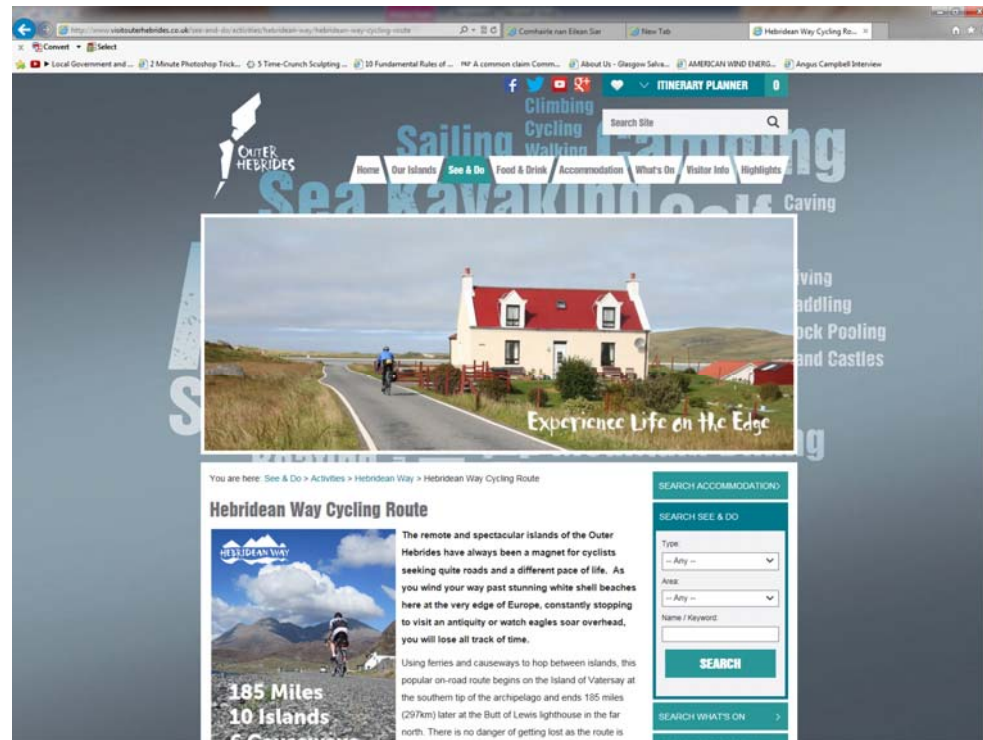 http://www.visitouterhebrides.co.uk/see-and-do/activities/hebridean-way/hebridean-way-cycling-route
Comhairle nan Eilean Siar
New Tab
Hebridean Way Cycling Ro...
Convert
Select
Local Government and ...
2 Minute Photoshop Trick...
5 Time-Crunch Sculpting ...
10 Fundamental Rules of ...
A common claim Comm...
About Us - Glasgow Salva...
AMERICAN WIND ENERG...
Angus Campbell Interview
ITINERARY PLANNER 0
Search Site
OUTER HEBRIDES
Climbing
Cycling
Walking
Sailing
Camping
Sea Kayaking
Golf
Caving
Home
Our Islands
See & Do
Food & Drink
Accommodation
What's On
Visitor Info
Highlights
ving
addling
ock Pooling
and Castles
Experience Life on the Edge
You are here: See & Do > Activities > Hebridean Way > Hebridean Way Cycling Route
Hebridean Way Cycling Route
HEBRIDEAN WAY
185 Miles
10 Islands
The remote and spectacular islands of the Outer
Hebrides have always been a magnet for cyclists
seeking quite roads and a different pace of life. As
you wind your way past stunning white shell beaches
here at the very edge of Europe, constantly stopping
to visit an antiquity or watch eagles soar overhead,
you will lose all track of time.
Using ferries and causeways to hop between islands, this
popular on-road route begins on the Island of Vatersay at
the southern tip of the archipelago and ends 185 miles
(297km) later at the Butt of Lewis lighthouse in the far
north. There is no danger of getting lost as the route is
SEARCH ACCOMMODATION >
SEARCH SEE & DO
Type:
-- Any --
Area:
-- Any --
Name / Keyword:
SEARCH
SEARCH WHAT'S ON >